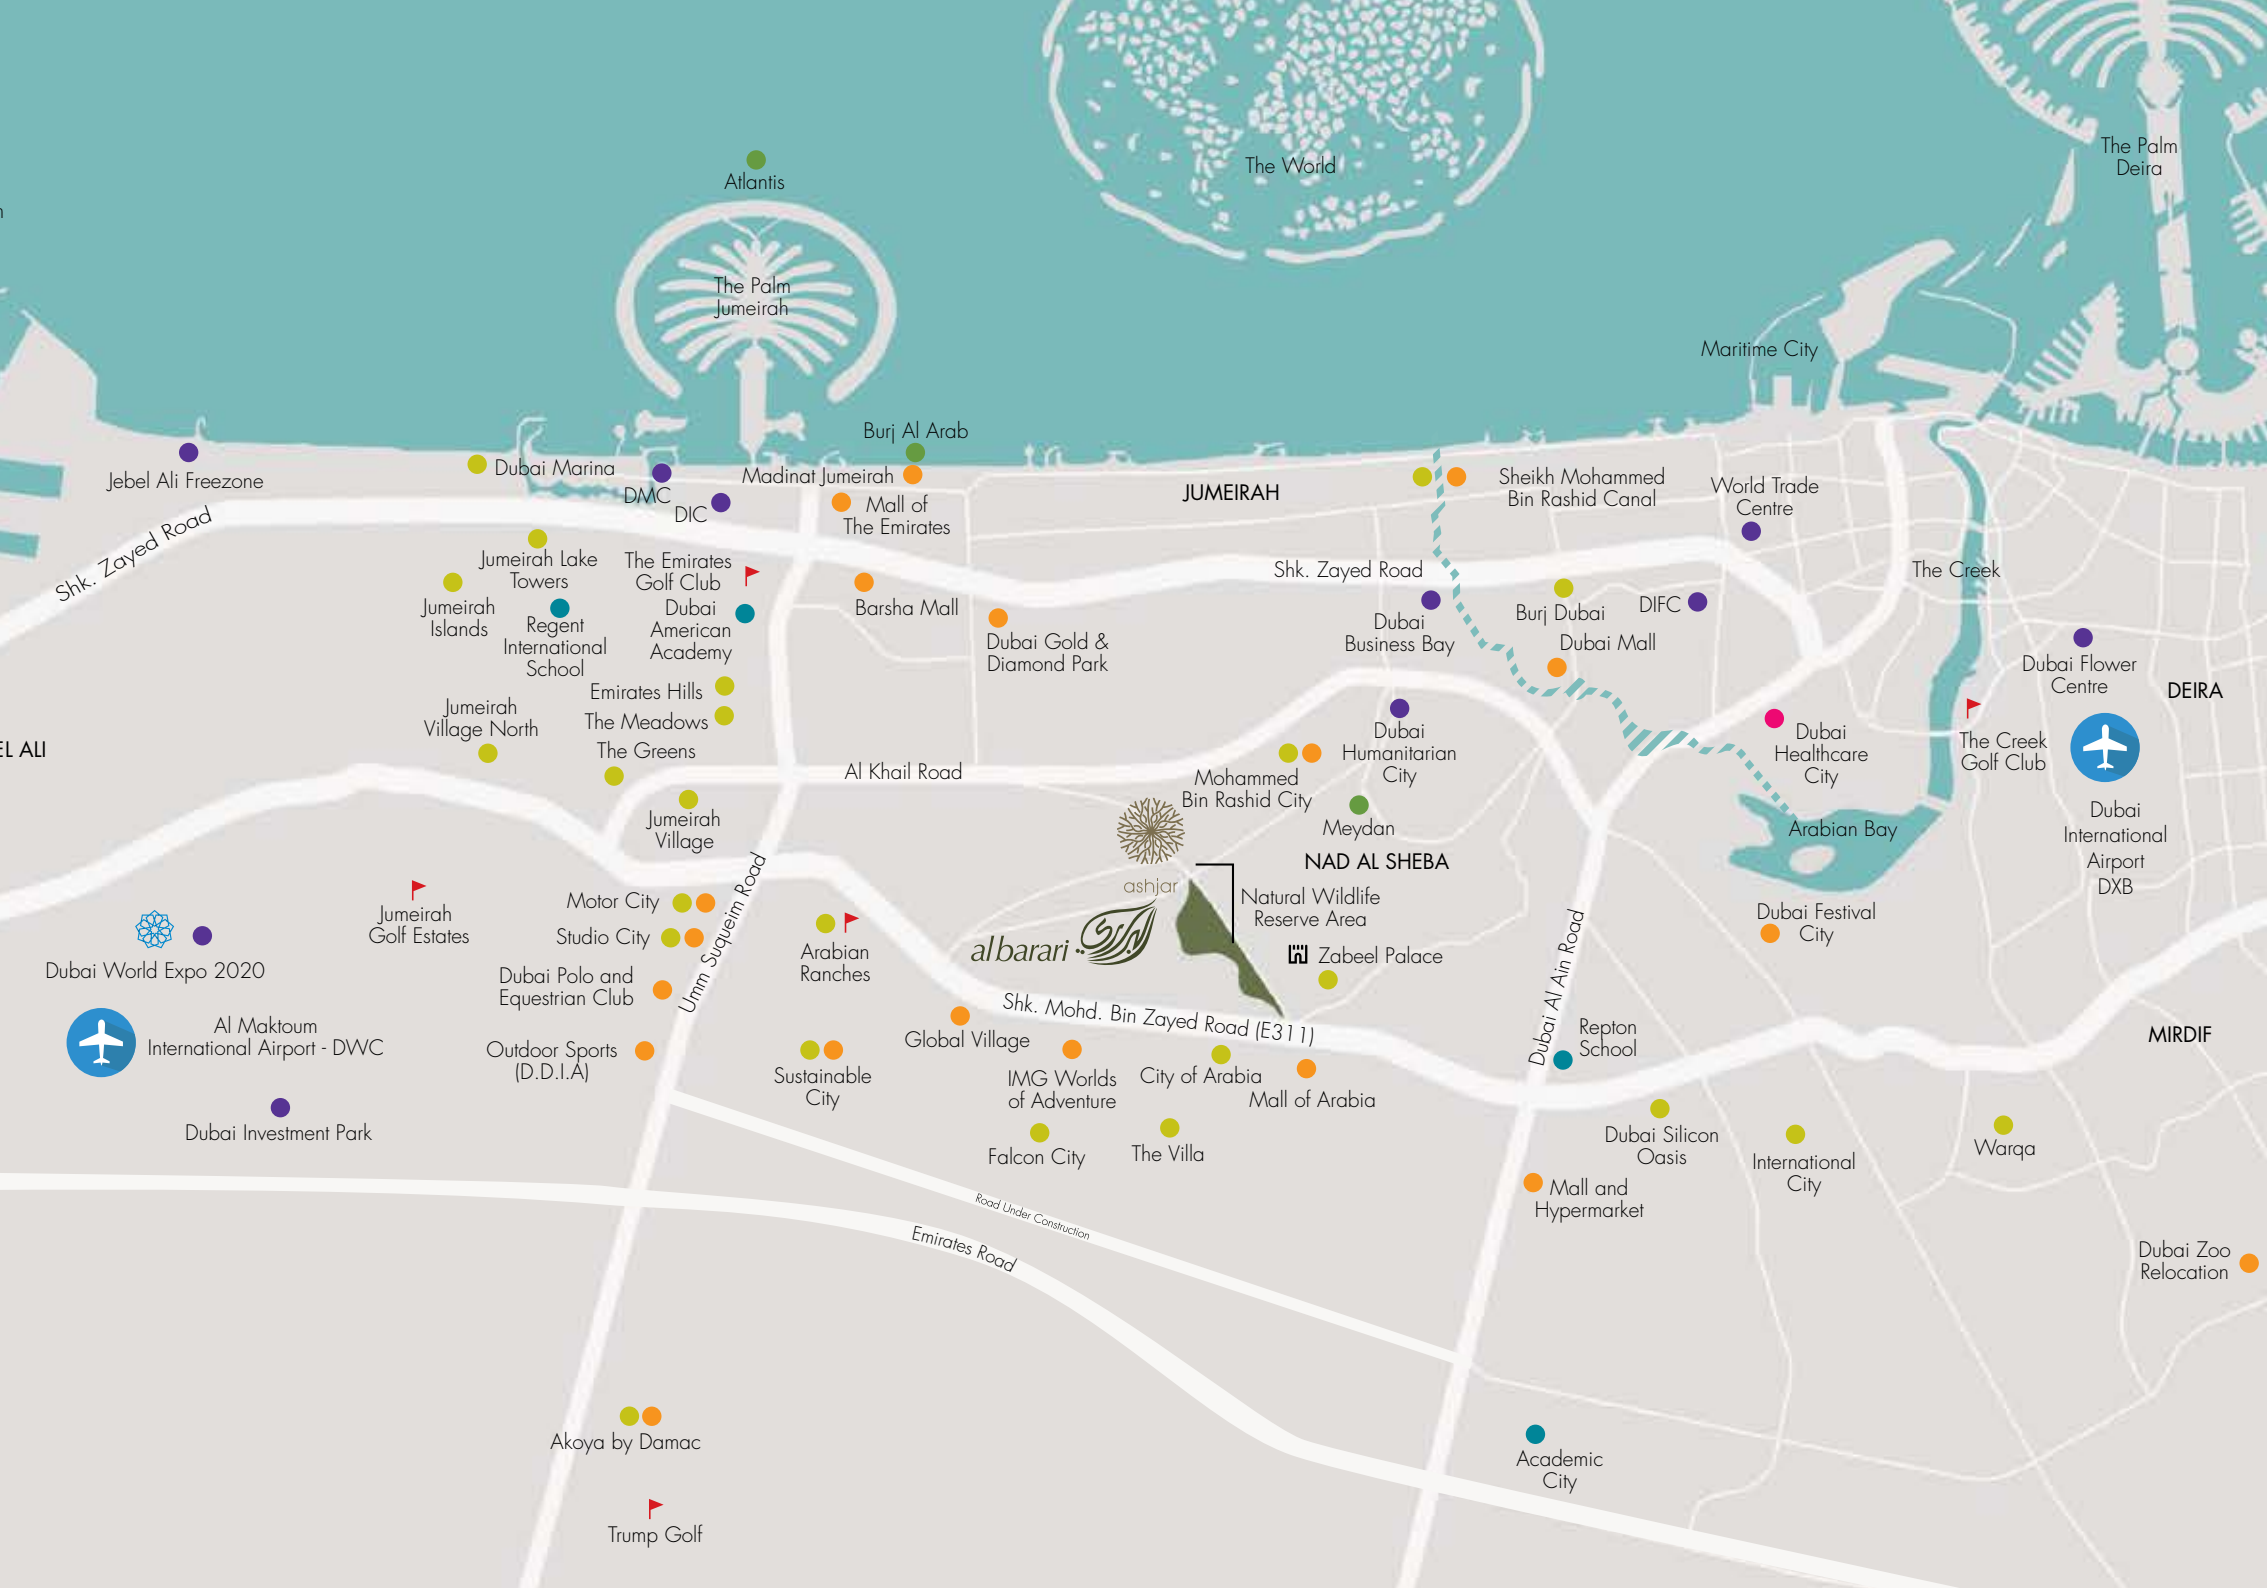 The World
The Palm
Deira
Atlantis
The Palm
Jumeirah
Maritime City
Burj Al Arab
Jebel Ali Freezone
Dubai Marina
DMC
DIC
Madinat Jumeirah
Mall of
The Emirates
JUMEIRAH
Sheikh Mohammed
Bin Rashid Canal
World Trade
Centre
Shk. Zayed Road
Jumeirah Lake
Towers
The Emirates
Golf Club
Shk. Zayed Road
The Creek
Jumeirah
Islands
Regent
International
School
Dubai
American
Academy
Barsha Mall
Dubai Gold &
Diamond Park
Dubai
Business Bay
Burj Dubai
DIFC
Dubai Mall
Dubai Flower
Centre
DEIRA
Emirates Hills
The Meadows
The Greens
Jumeirah
Village North
EL ALI
Al Khail Road
Dubai
Humanitarian
City
Mohammed
Bin Rashid City
Dubai
Healthcare
City
The Creek
Golf Club
Dubai
International
Airport
DXB
Jumeirah
Village
Meydan
Arabian Bay
NAD AL SHEBA
ashjar
Natural Wildlife
Reserve Area
al barari
البراري
Zabeel Palace
Jumeirah
Golf Estates
Motor City
Studio City
Umm Suqueim Road
Arabian
Ranches
Dubai Festival
City
Dubai World Expo 2020
Dubai Polo and
Equestrian Club
Shk. Mohd. Bin Zayed Road (E311)
Dubai Al Ain Road
Al Maktoum
International Airport - DWC
Outdoor Sports
(D.D.I.A)
Global Village
Repton
School
MIRDIF
Sustainable
City
IMG Worlds
of Adventure
City of Arabia
Mall of Arabia
Dubai Investment Park
Falcon City
The Villa
Dubai Silicon
Oasis
International
City
Warqa
Mall and
Hypermarket
Road Under Construction
Emirates Road
Dubai Zoo
Relocation
Akoya by Damac
Academic
City
Trump Golf